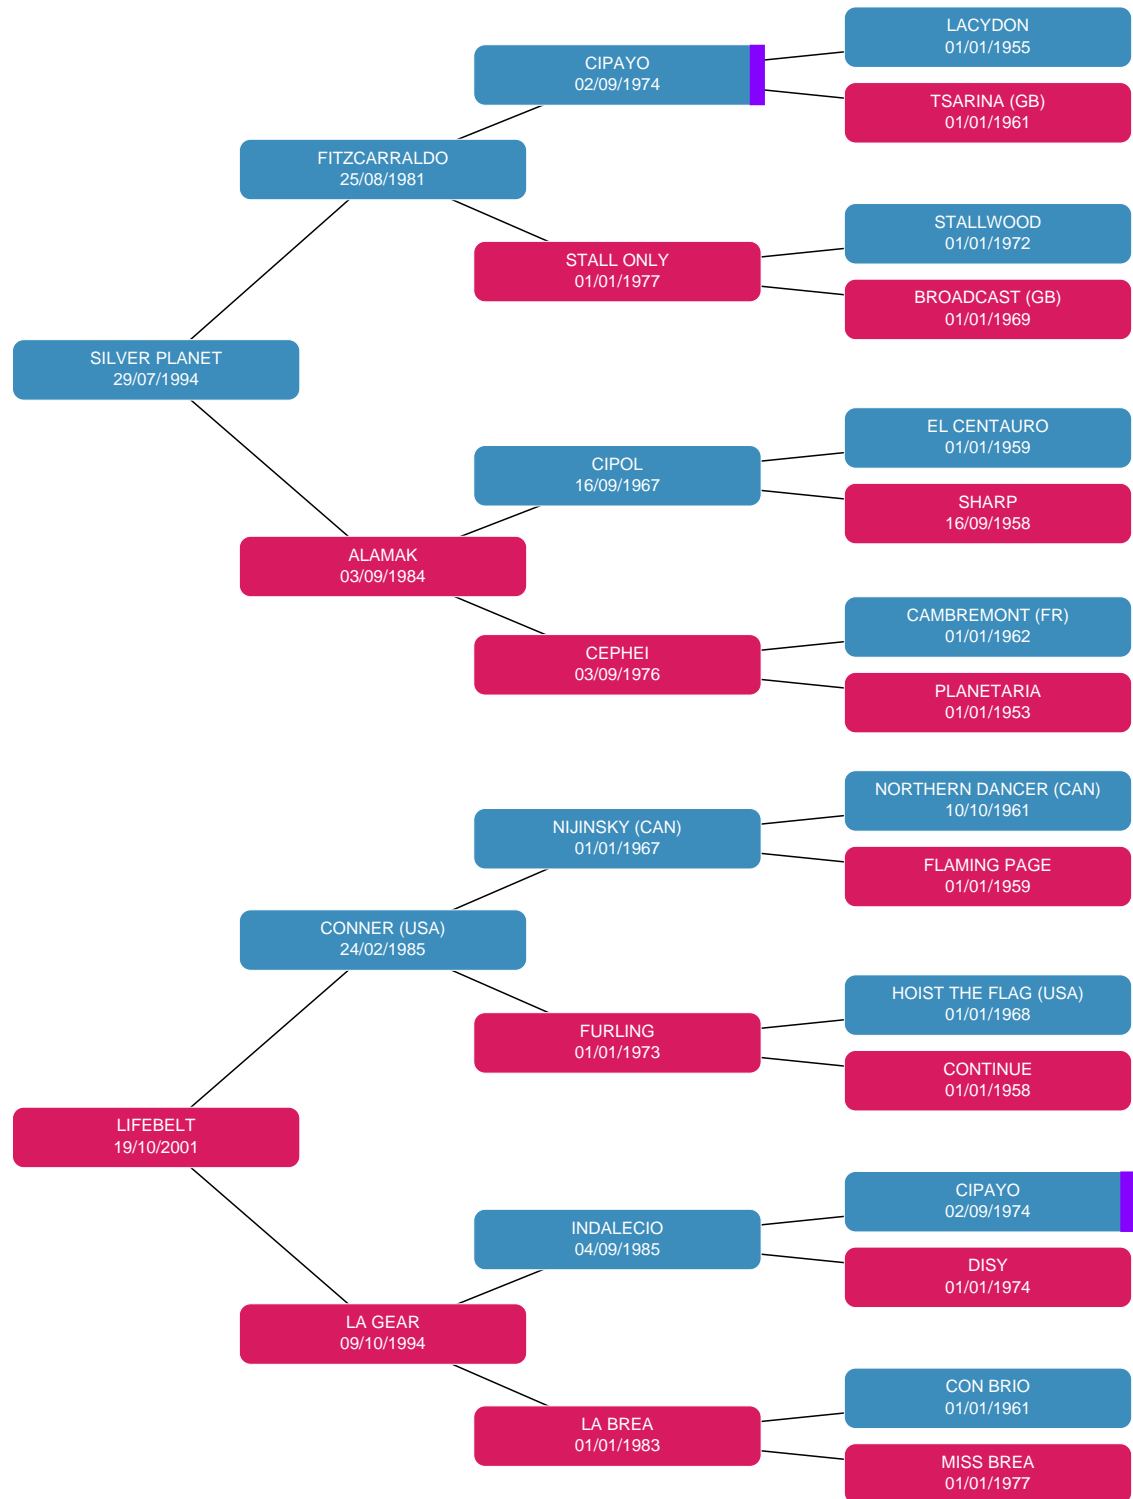 LACYDON
01/01/1955
CIPAYO
02/09/1974
TSARINA (GB)
01/01/1961
FITZCARRALDO
25/08/1981
STALLWOOD
01/01/1972
STALL ONLY
01/01/1977
BROADCAST (GB)
01/01/1969
SILVER PLANET
29/07/1994
EL CENTAURO
01/01/1959
CIPOL
16/09/1967
SHARP
16/09/1958
ALAMAK
03/09/1984
CAMBREMONT (FR)
01/01/1962
CEPHEI
03/09/1976
PLANETARIA
01/01/1953
NORTHERN DANCER (CAN)
10/10/1961
NIJINSKY (CAN)
01/01/1967
FLAMING PAGE
01/01/1959
CONNER (USA)
24/02/1985
HOIST THE FLAG (USA)
01/01/1968
FURLING
01/01/1973
CONTINUE
01/01/1958
LIFEBELT
19/10/2001
CIPAYO
02/09/1974
INDALECIO
04/09/1985
DISY
01/01/1974
LA GEAR
09/10/1994
CON BRIO
01/01/1961
LA BREA
01/01/1983
MISS BREA
01/01/1977